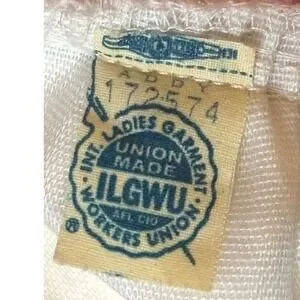 ABBY
172574
INT. LADIES GARMENT
UNION
MADE
ILGWU
AFL CIO
WORKERS UNION.
®